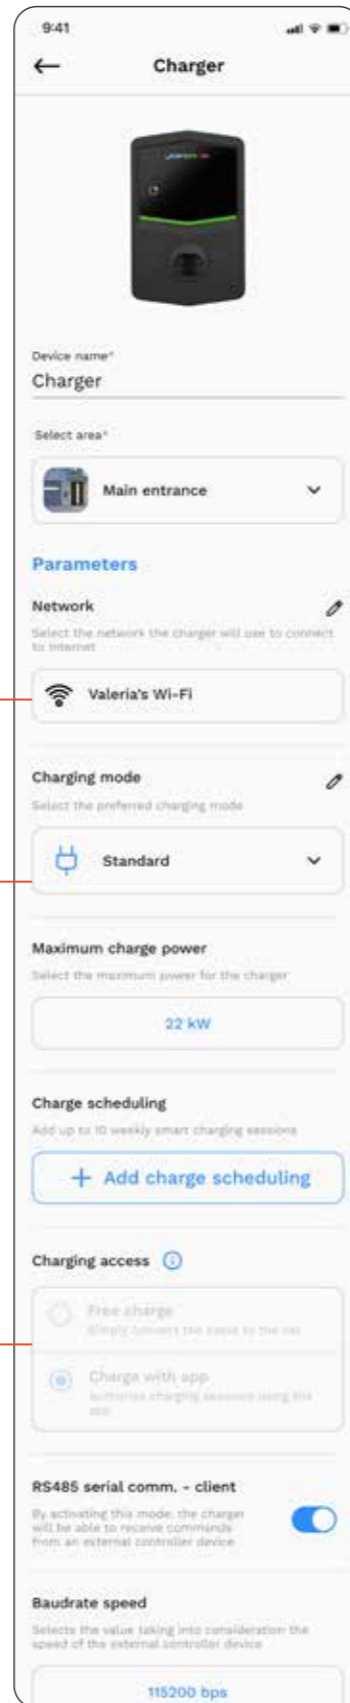 9:41
Charger
Device name*
Charger
Select area*
Main entrance
Parameters
Network
Select the network the charger will use to connect
to internet
Valeria's Wi-Fi
Charging mode
Select the preferred charging mode
Standard
Maximum charge power
Select the maximum power for the charger
22 kW
Charge scheduling
Add up to 10 weekly smart charging sessions
+ Add charge scheduling
Charging access
Free charge
Simply connect the cable to the car
Charge with app
Authorise charging sessions using the
app
RS485 serial comm. - client
By activating this mode, the charger
will be able to receive commands
from an external controller device
Baudrate speed
Selects the value taking into consideration the
speed of the external controller device
115200 bps